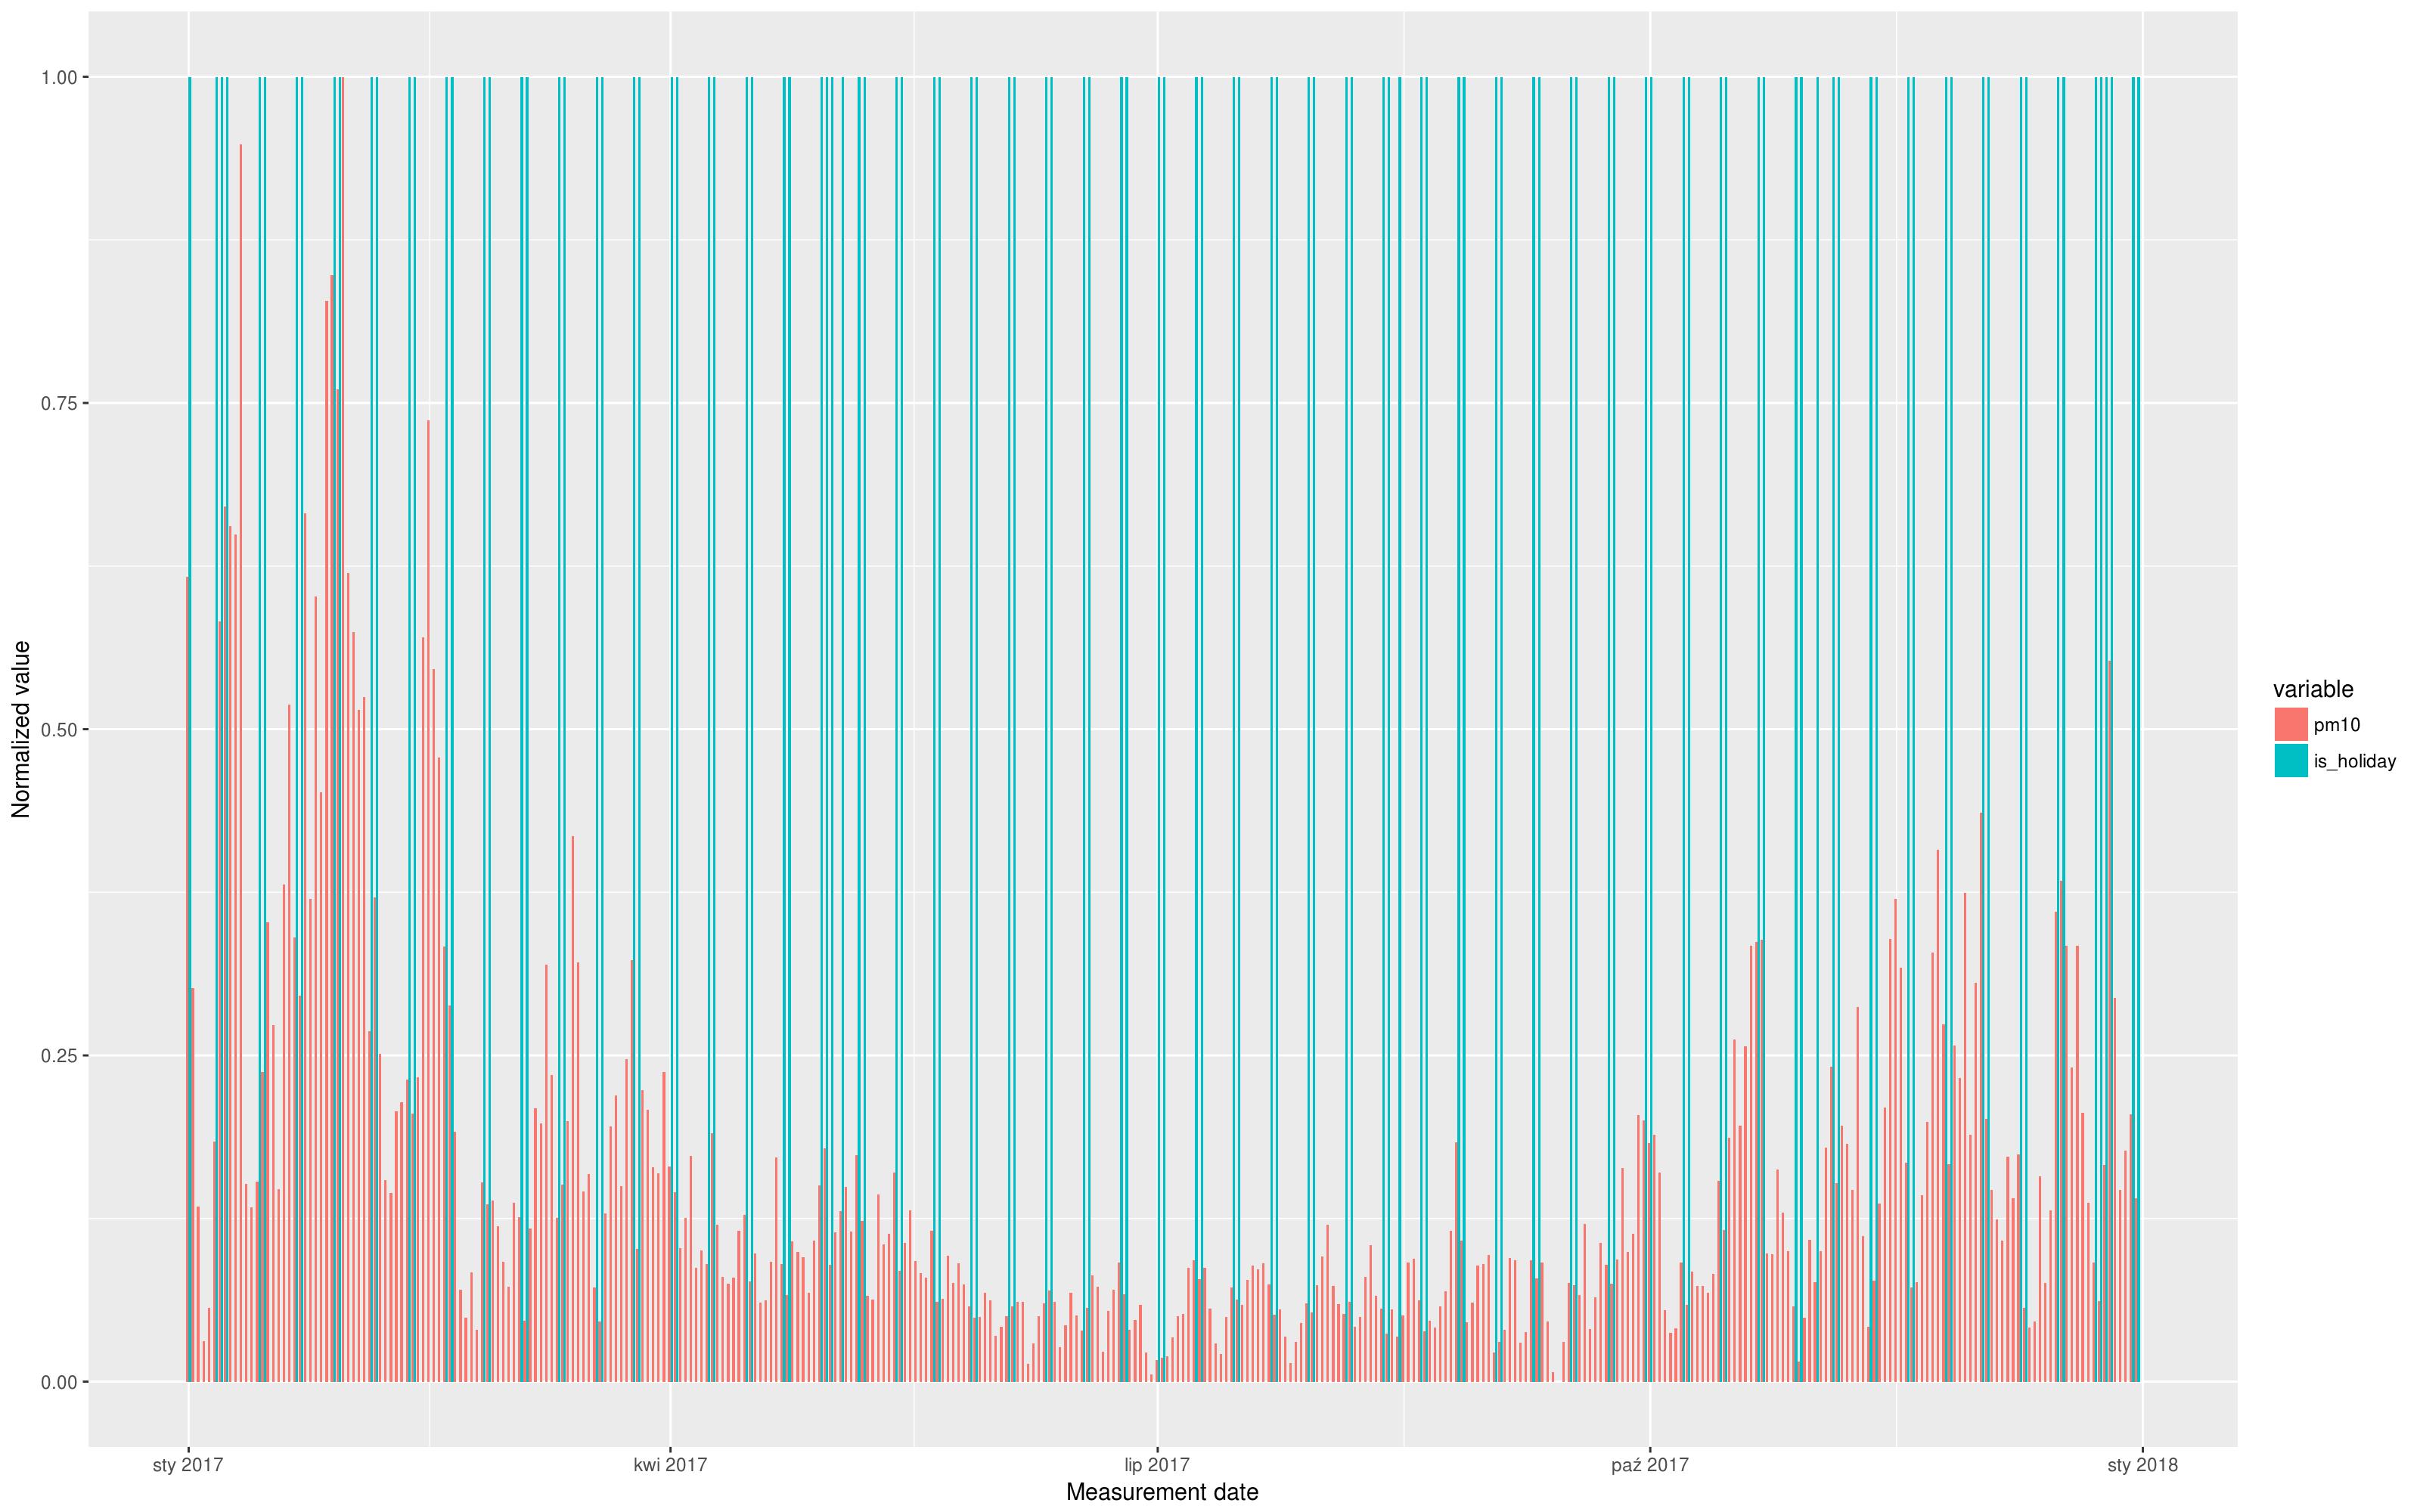 1.00
0.75
0.50
0.25
0.00
Normalized value
sty 2017
kwi 2017
lip 2017
paź 2017
sty 2018
Measurement date
variable
pm10
is_holiday